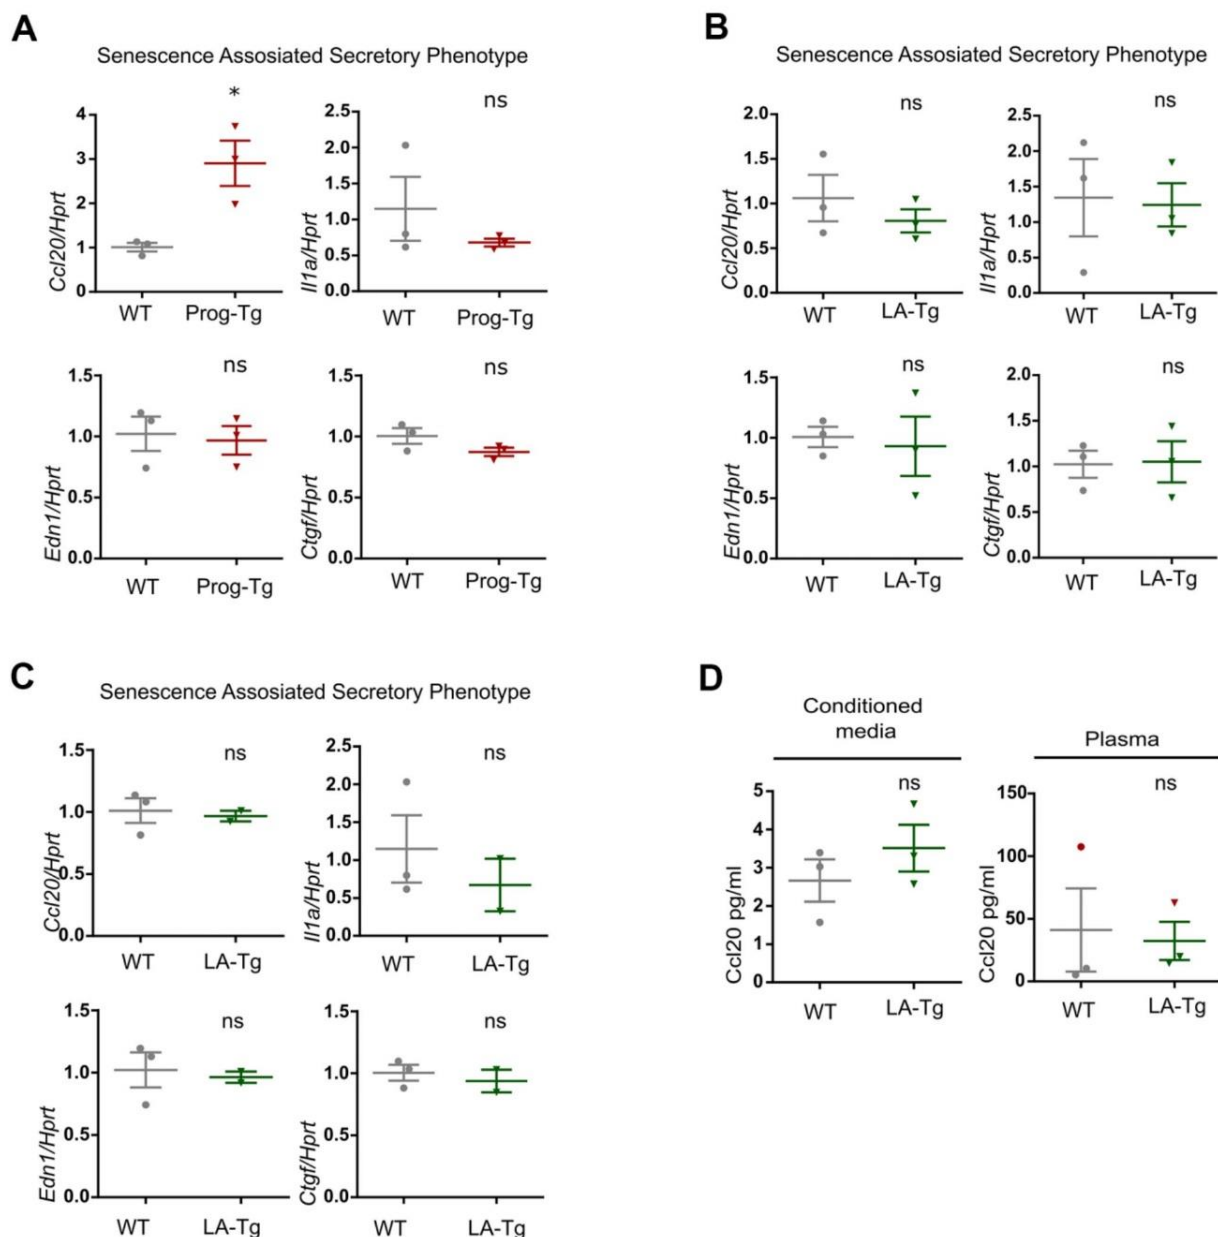 A
Senescence Assosiated Secretory Phenotype
*
Ccl20/Hprt
4
3
2
1
0
WT Prog-Tg
ns
Il1a/Hprt
2.5
2.0
1.5
1.0
0.5
0.0
WT Prog-Tg
ns
Edn1/Hprt
1.5
1.0
0.5
0.0
WT Prog-Tg
ns
Ctgf/Hprt
1.5
1.0
0.5
0.0
WT Prog-Tg
B
Senescence Assosiated Secretory Phenotype
ns
Ccl20/Hprt
2.0
1.5
1.0
0.5
0.0
WT LA-Tg
ns
Il1a/Hprt
2.5
2.0
1.5
1.0
0.5
0.0
WT LA-Tg
ns
Edn1/Hprt
1.5
1.0
0.5
0.0
WT LA-Tg
ns
Ctgf/Hprt
2.0
1.5
1.0
0.5
0.0
WT LA-Tg
C
Senescence Assosiated Secretory Phenotype
ns
Ccl20/Hprt
1.5
1.0
0.5
0.0
WT LA-Tg
ns
Il1a/Hprt
2.5
2.0
1.5
1.0
0.5
0.0
WT LA-Tg
ns
Edn1/Hprt
1.5
1.0
0.5
0.0
WT LA-Tg
ns
Ctgf/Hprt
1.5
1.0
0.5
0.0
WT LA-Tg
D
Conditioned
media
ns
Ccl20 pg/ml
5
4
3
2
1
0
WT LA-Tg
Plasma
ns
Ccl20 pg/ml
150
100
50
0
WT LA-Tg